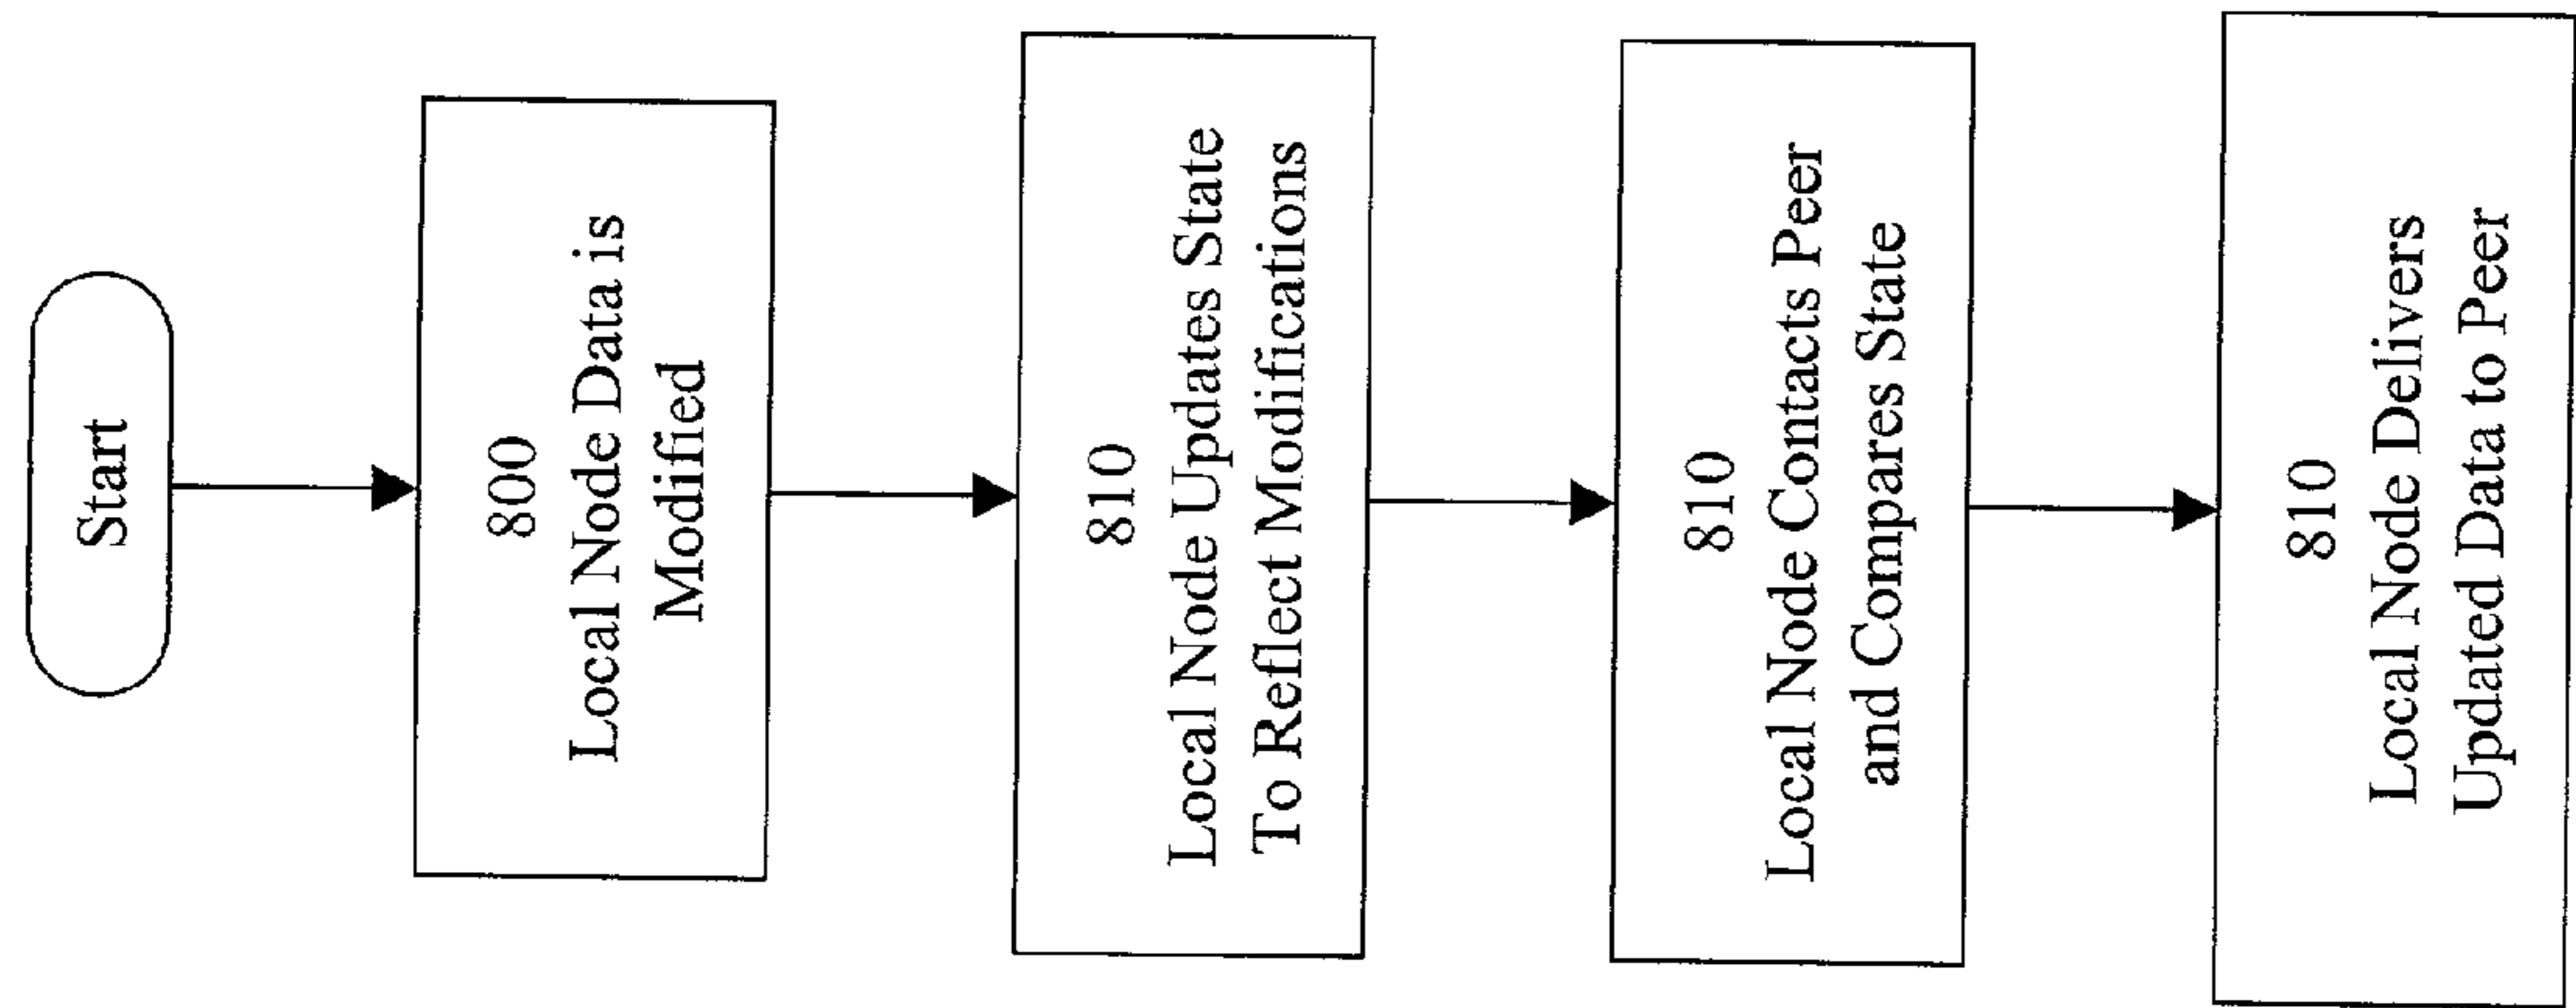 Start
800
Local Node Data is
Modified
810
Local Node Updates State
To Reflect Modifications
810
Local Node Contacts Peer
and Compares State
810
Local Node Delivers
Updated Data to Peer